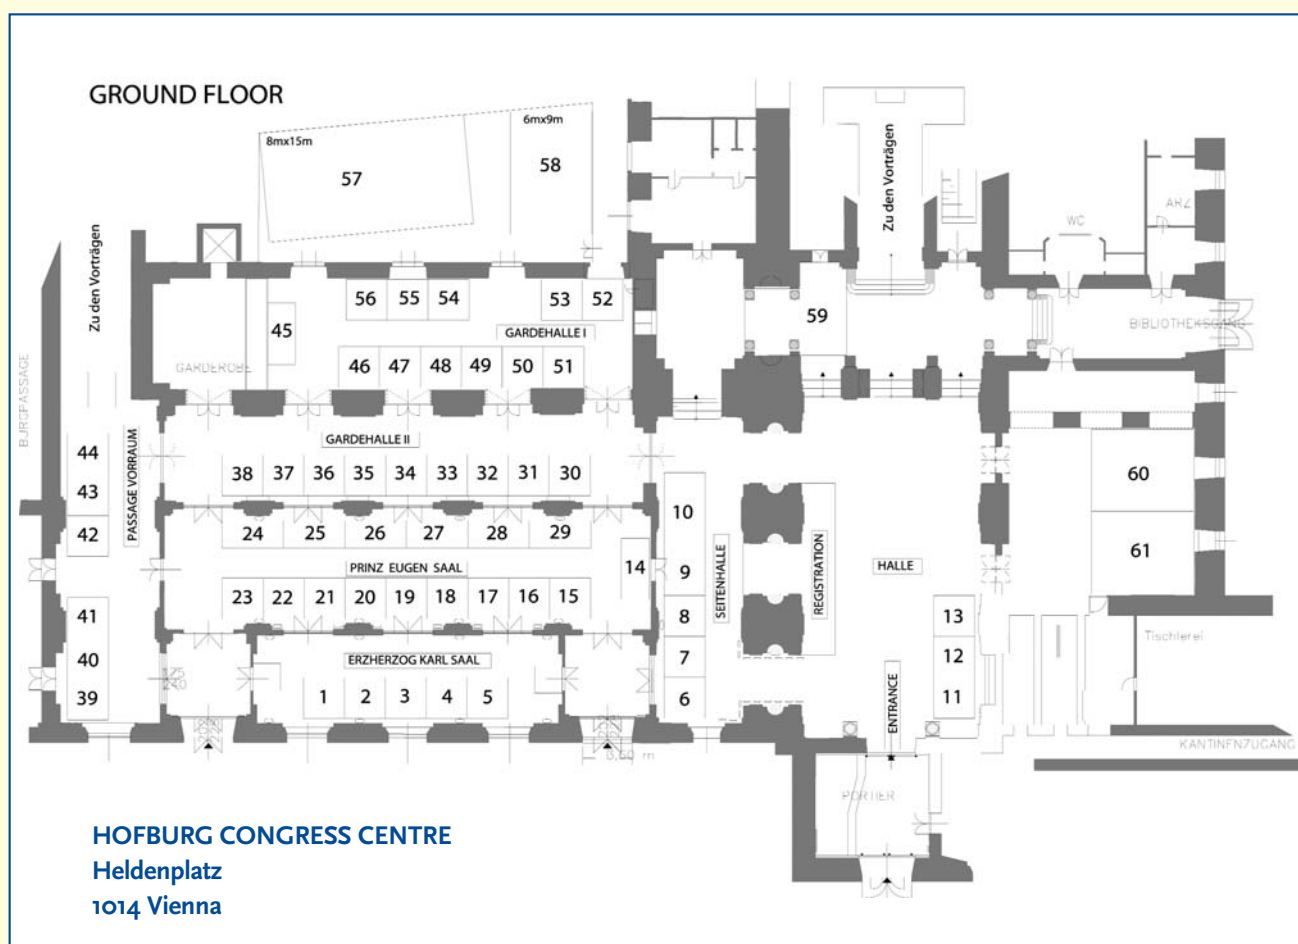 GROUND FLOOR
8mx15m
6mx9m
57
58
Zu den Vorträgen
Zu den Vorträgen
WC
ARZ
56 55 54 53 52
45
GARDEHALLE I
59
BIBLIOTHEKSGANG
GARDEROBE
46 47 48 49 50 51
BURGPASSAGE
PASSAGE VORRAUM
GARDEHALLE II
44
43
42
38 37 36 35 34 33 32 31 30
10
60
24 25 26 27 28 29
14
61
PRINZ EUGEN SAAL
9
SEITENHALLE
REGISTRATION
HALLE
41
23 22 21 20 19 18 17 16 15
8
13
Tischlerei
ERZHERZOG KARL SAAL
40
7
12
175
240
39
1 2 3 4 5
6
11
ENTRANCE
KANTINENZUGANG
PORTIER
HOFBURG CONGRESS CENTRE
Heldenplatz
1014 Vienna